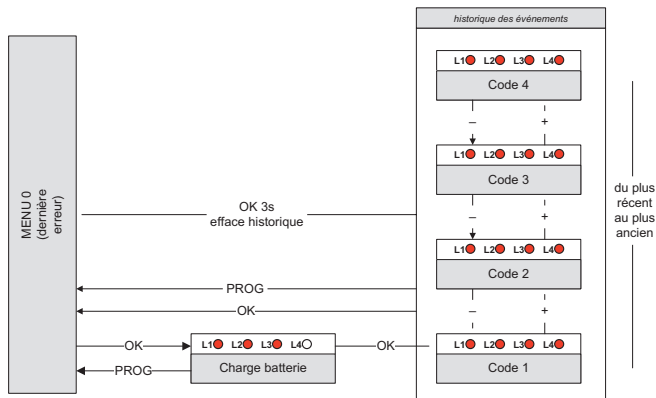 historique des événements
L1 L2 L3 L4
Code 4
– +
L1 L2 L3 L4
Code 3
– +
L1 L2 L3 L4
Code 2
– +
L1 L2 L3 L4
Code 1
du plus
récent
au plus
ancien
MENU 0
(dernière
erreur)
OK 3s
efface historique
PROG
OK
OK
L1 L2 L3 L4
Charge batterie
OK
PROG